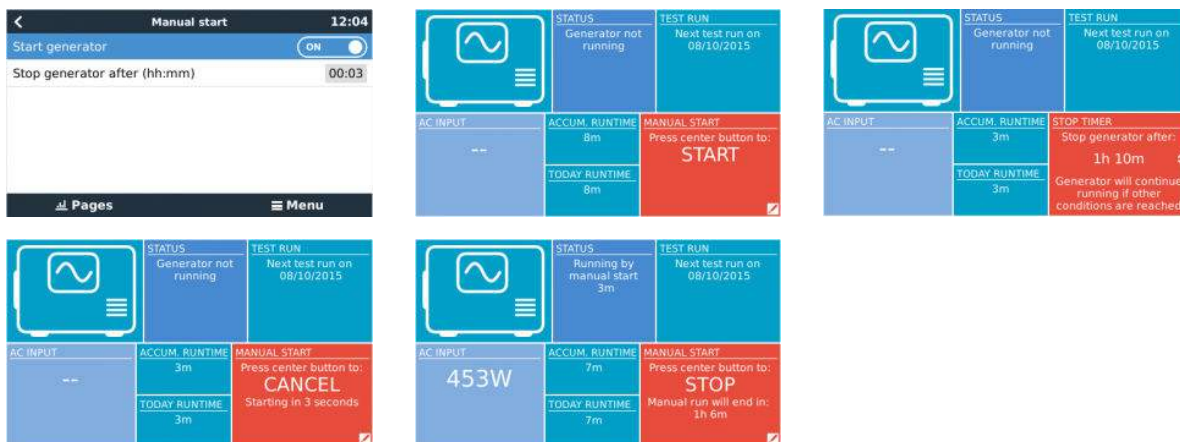 Manual start 12:04
Start generator ON
Stop generator after (hh:mm) 00:03
Pages Menu
STATUS
Generator not
running
TEST RUN
Next test run on
08/10/2015
AC INPUT
--
ACCUM. RUNTIME
8m
TODAY RUNTIME
8m
MANUAL START
Press center button to:
START
STATUS
Generator not
running
TEST RUN
Next test run on
08/10/2015
AC INPUT
--
ACCUM. RUNTIME
3m
TODAY RUNTIME
3m
STOP TIMER
Stop generator after:
1h 10m
Generator will continue
running if other
conditions are reached
STATUS
Generator not
running
TEST RUN
Next test run on
08/10/2015
AC INPUT
--
ACCUM. RUNTIME
3m
TODAY RUNTIME
3m
MANUAL START
Press center button to:
CANCEL
Starting in 3 seconds
STATUS
Running by
manual start
3m
TEST RUN
Next test run on
08/10/2015
AC INPUT
453W
ACCUM. RUNTIME
7m
TODAY RUNTIME
7m
MANUAL START
Press center button to:
STOP
Manual run will end in:
1h 6m